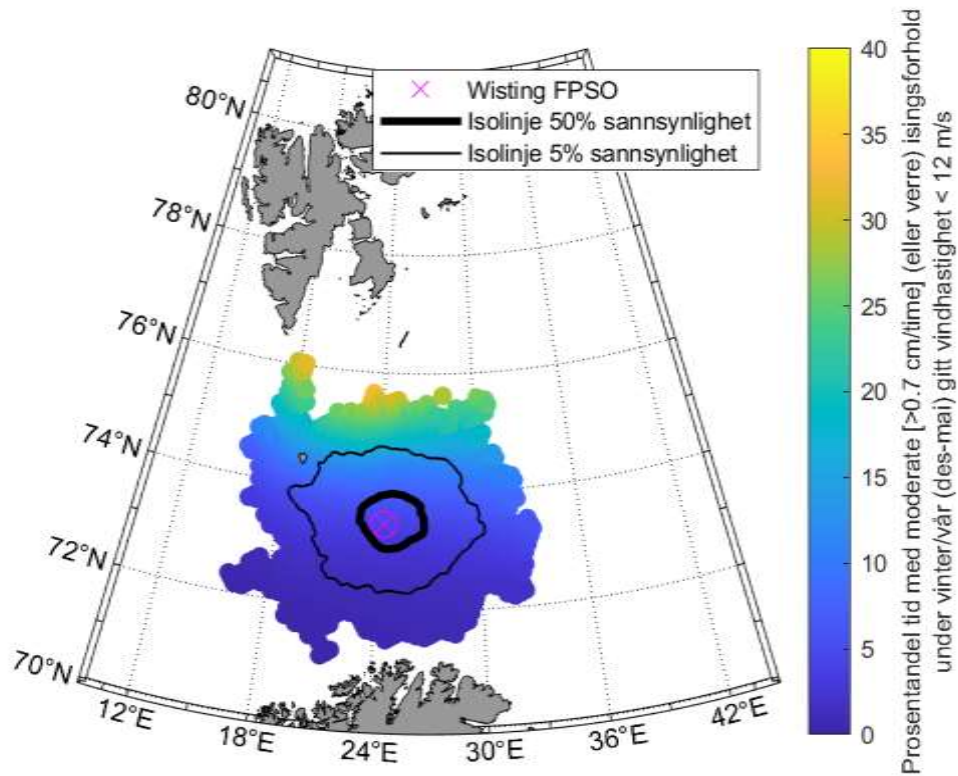 Wisting FPSO
Isolinje 50% sannsynlighet
Isolinje 5% sannsynlighet
80°N
78°N
76°N
74°N
72°N
70°N
12°E
18°E
24°E
30°E
36°E
42°E
40
35
30
25
20
15
10
5
0
Prosentandel tid med moderate [>0.7 cm/time] (eller verre) isingsforhold
under vinter/vår (des-mai) gitt vindhastighet < 12 m/s